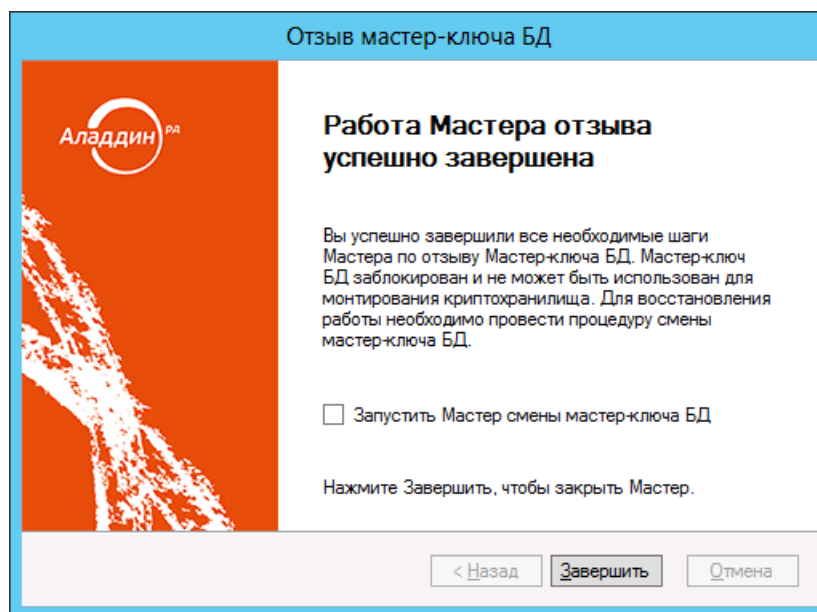 Отзыв мастер-ключа БД
Аладдин РД
Работа Мастера отзыва
успешно завершена
Вы успешно завершили все необходимые шаги
Мастера по отзыву Мастер-ключа БД. Мастер-ключ
БД заблокирован и не может быть использован для
монтирования криптохранилища. Для восстановления
работы необходимо провести процедуру смены
мастер-ключа БД.
Запустить Мастер смены мастер-ключа БД
Нажмите Завершить, чтобы закрыть Мастер.
< Назад Завершить Отмена